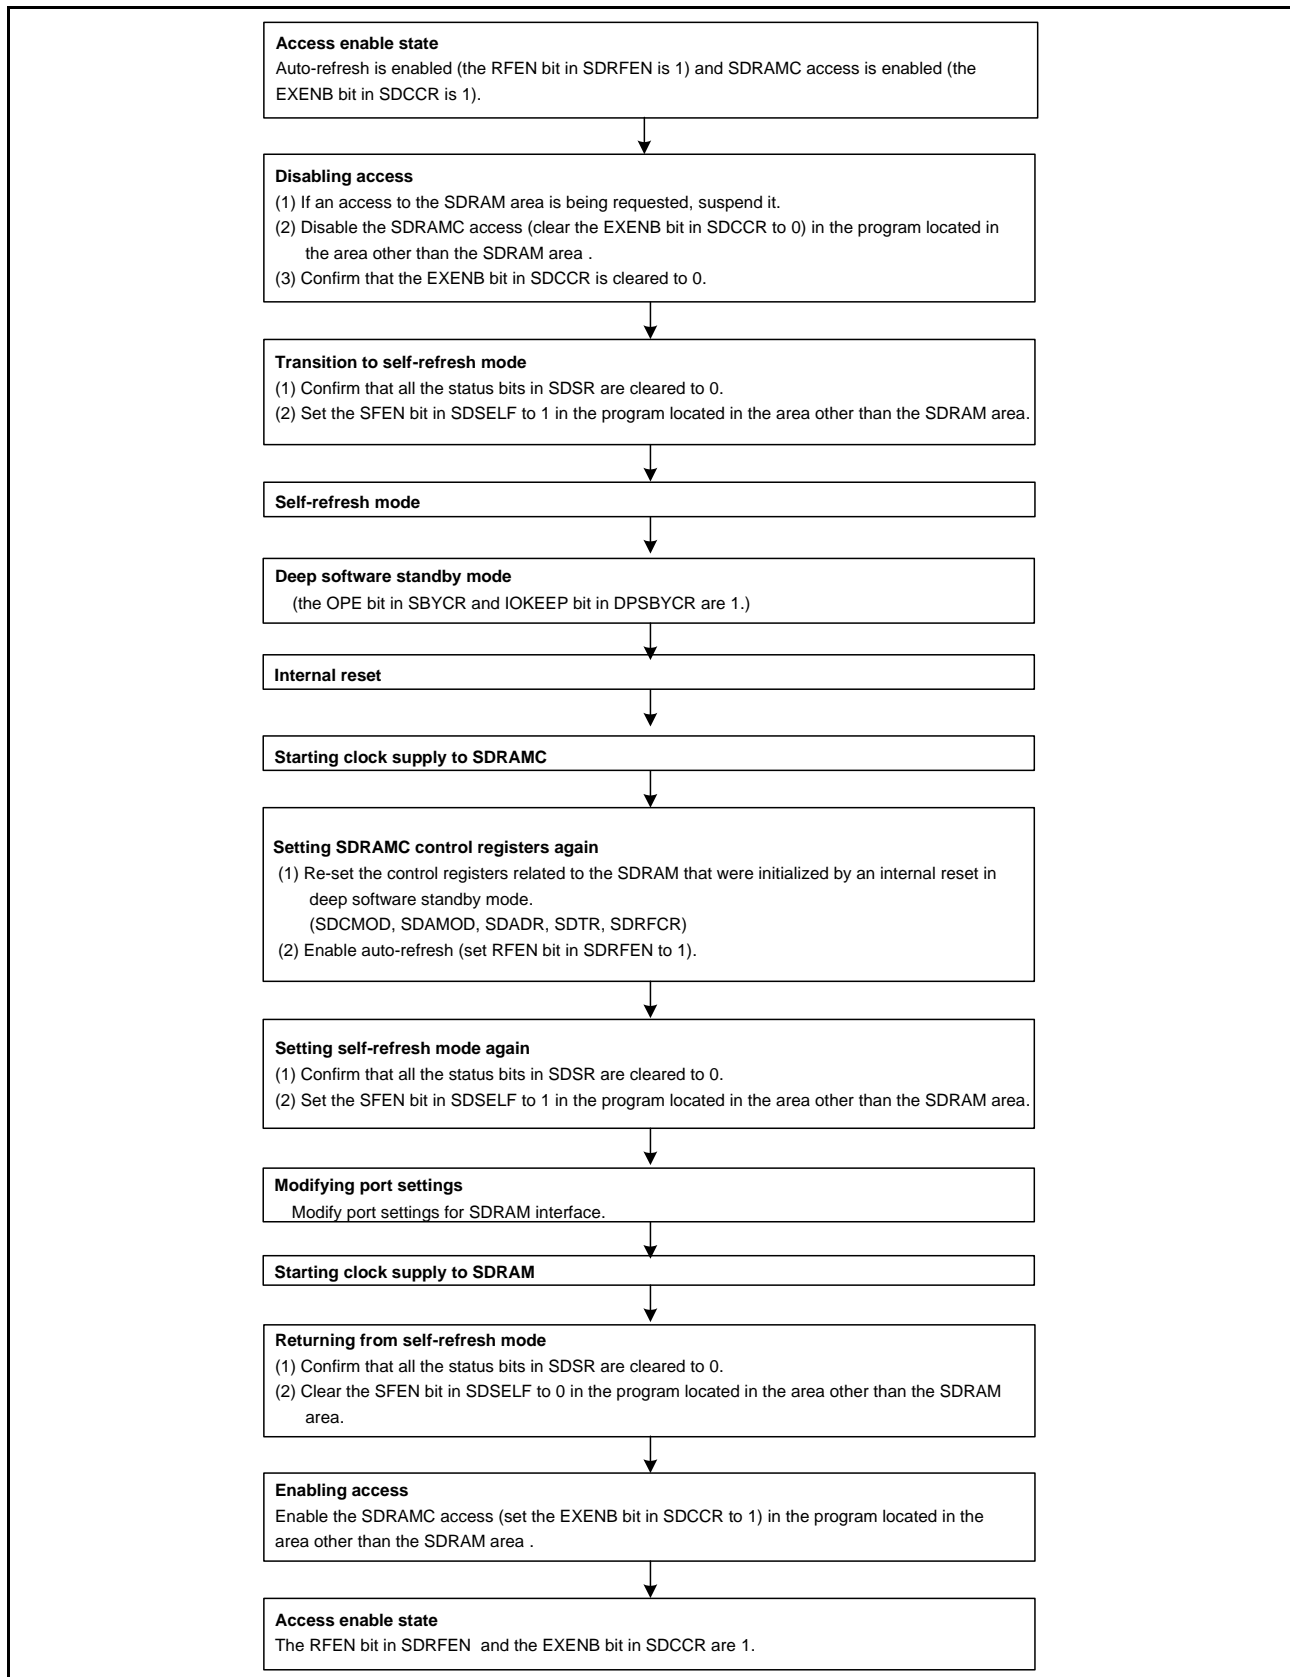 Access enable state
Auto-refresh is enabled (the RFEN bit in SDRFEN is 1) and SDRAMC access is enabled (the
EXENB bit in SDCCR is 1).
Disabling access
(1) If an access to the SDRAM area is being requested, suspend it.
(2) Disable the SDRAMC access (clear the EXENB bit in SDCCR to 0) in the program located in
the area other than the SDRAM area .
(3) Confirm that the EXENB bit in SDCCR is cleared to 0.
Transition to self-refresh mode
(1) Confirm that all the status bits in SDSR are cleared to 0.
(2) Set the SFEN bit in SDSELF to 1 in the program located in the area other than the SDRAM area.
Self-refresh mode
Deep software standby mode
(the OPE bit in SBYCR and IOKEEP bit in DPSBYCR are 1.)
Internal reset
Starting clock supply to SDRAMC
Setting SDRAMC control registers again
(1) Re-set the control registers related to the SDRAM that were initialized by an internal reset in
deep software standby mode.
(SDCMOD, SDAMOD, SDADR, SDTR, SDRFCR)
(2) Enable auto-refresh (set RFEN bit in SDRFEN to 1).
Setting self-refresh mode again
(1) Confirm that all the status bits in SDSR are cleared to 0.
(2) Set the SFEN bit in SDSELF to 1 in the program located in the area other than the SDRAM area.
Modifying port settings
Modify port settings for SDRAM interface.
Starting clock supply to SDRAM
Returning from self-refresh mode
(1) Confirm that all the status bits in SDSR are cleared to 0.
(2) Clear the SFEN bit in SDSELF to 0 in the program located in the area other than the SDRAM
area.
Enabling access
Enable the SDRAMC access (set the EXENB bit in SDCCR to 1) in the program located in the
area other than the SDRAM area .
Access enable state
The RFEN bit in SDRFEN and the EXENB bit in SDCCR are 1.